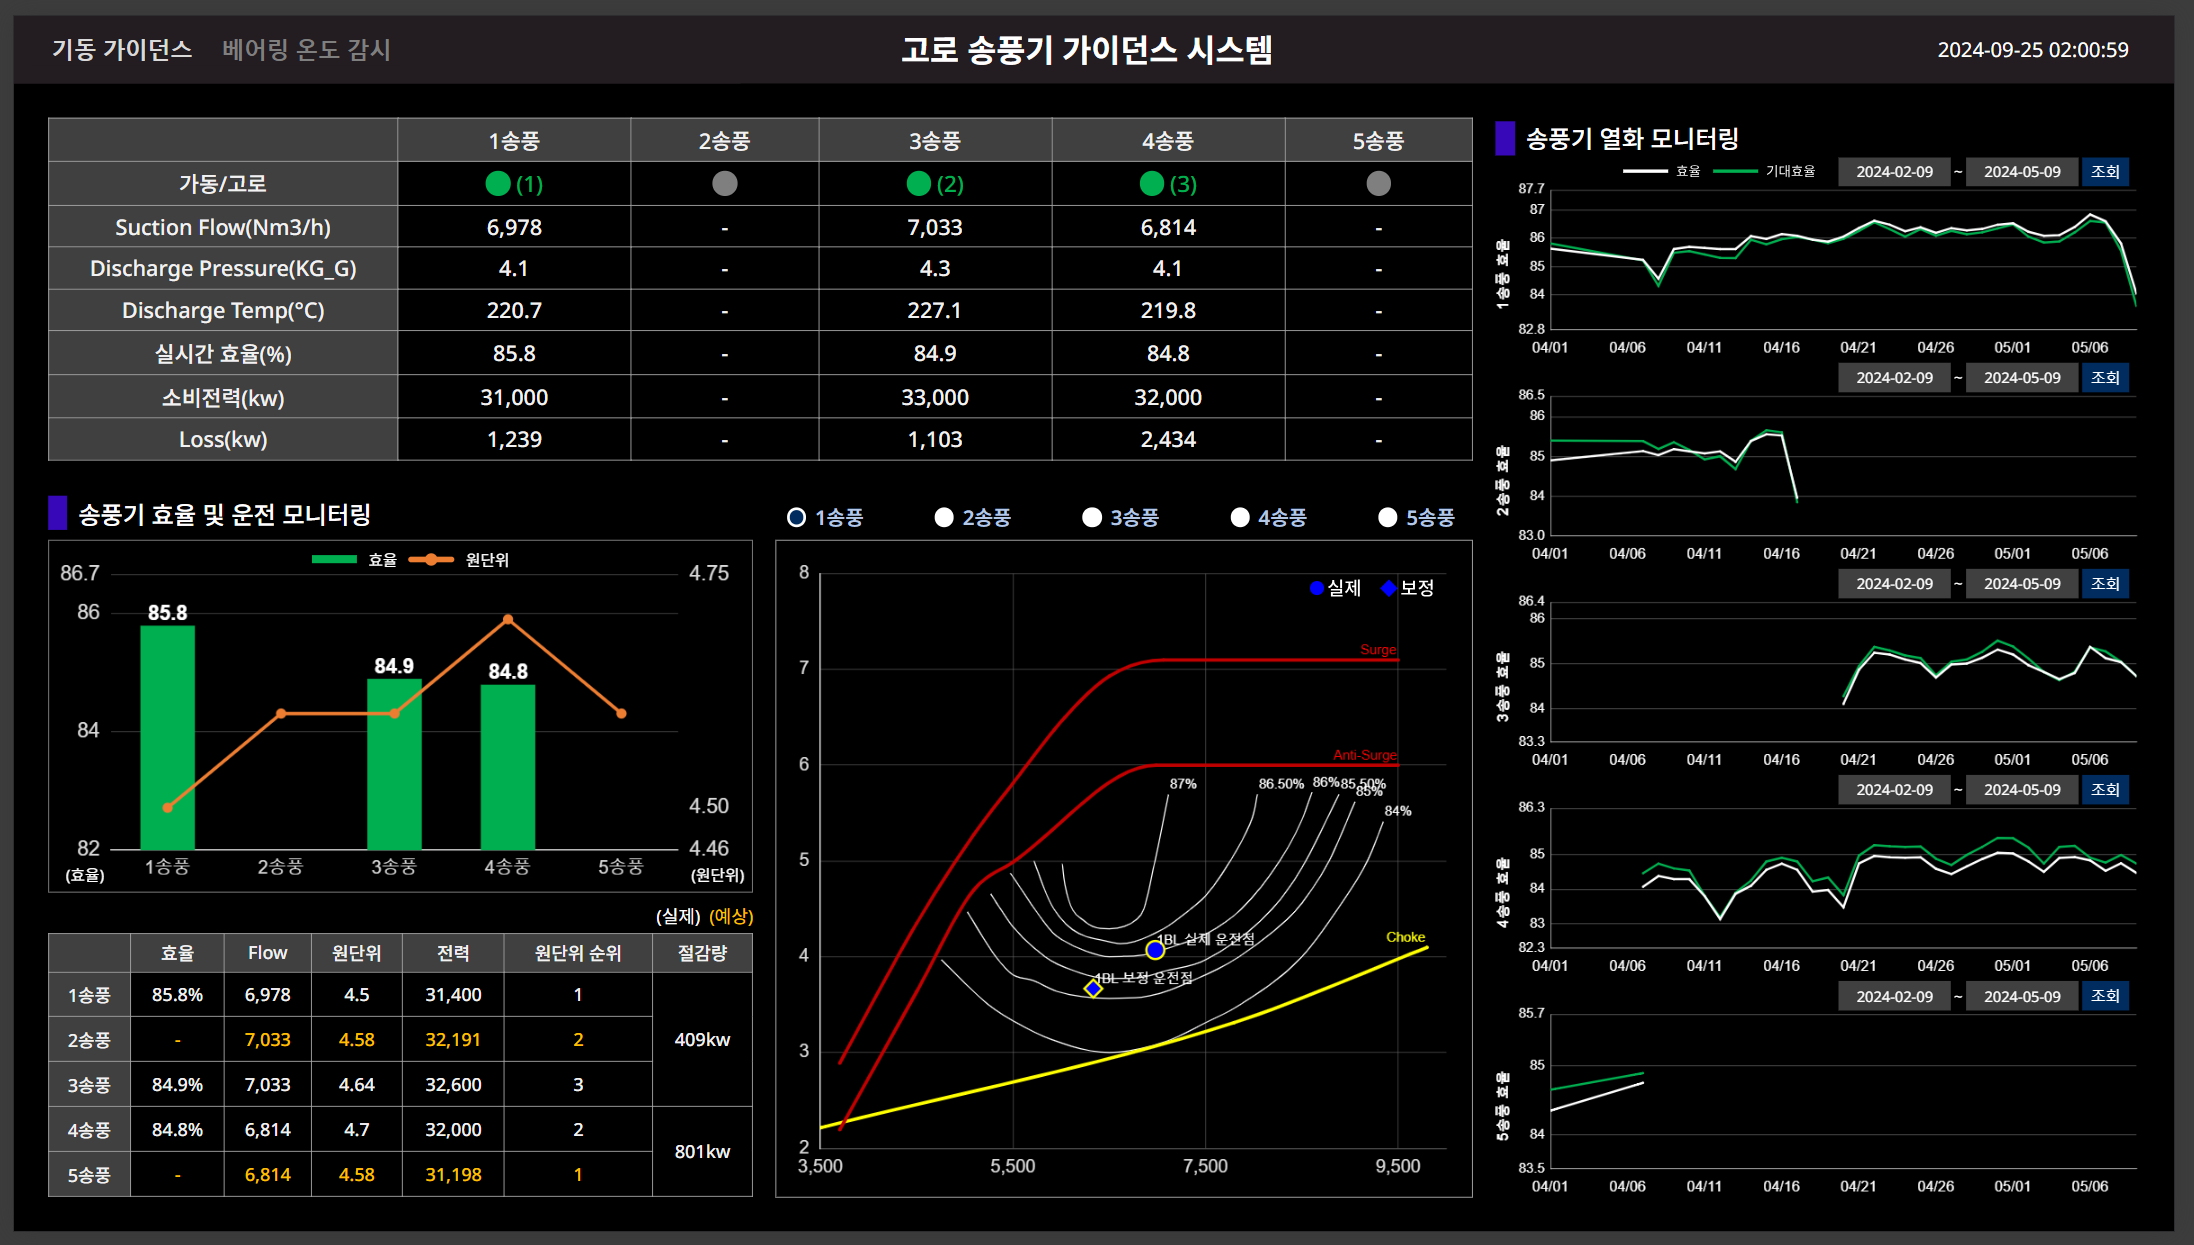 기동 가이던스 베어링 온도 감시 고로 송풍기 가이던스 시스템 2024-09-25 02:00:59
1송풍 2송풍 3송풍 4송풍 5송풍
가동/고로 (1) (2) (3)
Suction Flow(Nm3/h) 6,978 - 7,033 6,814 -
Discharge Pressure(KG_G) 4.1 - 4.3 4.1 -
Discharge Temp(°C) 220.7 - 227.1 219.8 -
실시간 효율(%) 85.8 - 84.9 84.8 -
소비전력(kw) 31,000 - 33,000 32,000 -
Loss(kw) 1,239 - 1,103 2,434 -
송풍기 효율 및 운전 모니터링
효율 원단위
86.7 4.75
86
84
82 4.50
4.46
85.8 84.9 84.8
1송풍 2송풍 3송풍 4송풍 5송풍
(효율) (원단위)
(실제) (예상)
효율 Flow 원단위 전력 원단위 순위 절감량
1송풍 85.8% 6,978 4.5 31,400 1
2송풍 - 7,033 4.58 32,191 2 409kw
3송풍 84.9% 7,033 4.64 32,600 3
4송풍 84.8% 6,814 4.7 32,000 2
801kw
5송풍 - 6,814 4.58 31,198 1
1송풍 2송풍 3송풍 4송풍 5송풍
실제 보정
8
7
6
5
4
3
2
Surge
Anti-Surge
87% 86.50% 86% 85.50%
85%
84%
Choke
1BL 실제 운전점
1BL 보정 운전점
3,500 5,500 7,500 9,500
송풍기 열화 모니터링
효율 기대효율 2024-02-09 ~ 2024-05-09 조회
87.7
87
86
85
84
82.8
1송풍 효율
04/01 04/06 04/11 04/16 04/21 04/26 05/01 05/06
2024-02-09 ~ 2024-05-09 조회
86.5
86
85
84
83.0
2송풍 효율
04/01 04/06 04/11 04/16 04/21 04/26 05/01 05/06
2024-02-09 ~ 2024-05-09 조회
86.4
86
85
84
83.3
3송풍 효율
04/01 04/06 04/11 04/16 04/21 04/26 05/01 05/06
2024-02-09 ~ 2024-05-09 조회
86.3
85
84
83
82.3
4송풍 효율
04/01 04/06 04/11 04/16 04/21 04/26 05/01 05/06
2024-02-09 ~ 2024-05-09 조회
85.7
85
84
83.5
5송풍 효율
04/01 04/06 04/11 04/16 04/21 04/26 05/01 05/06